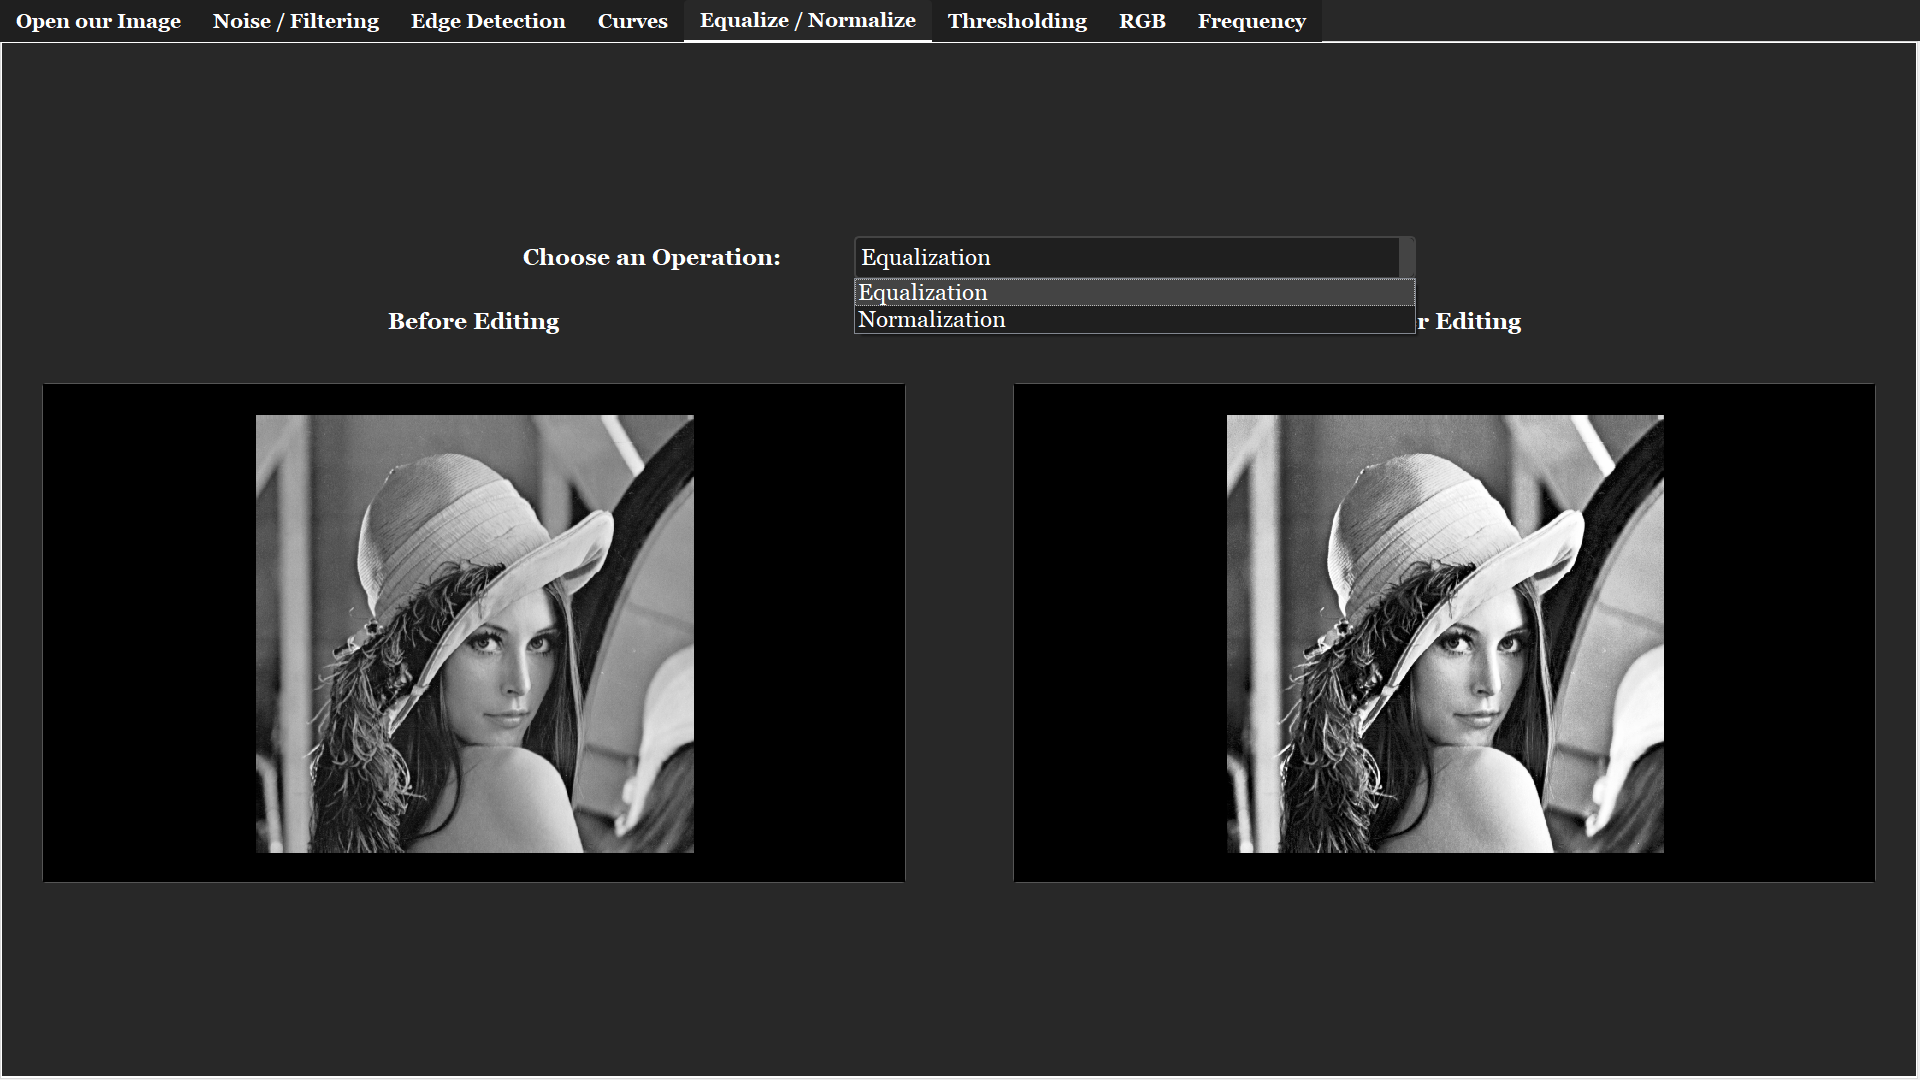 Open our Image Noise / Filtering Edge Detection Curves Equalize / Normalize Thresholding RGB Frequency
Choose an Operation: Equalization
Equalization
Normalization
Before Editing r Editing